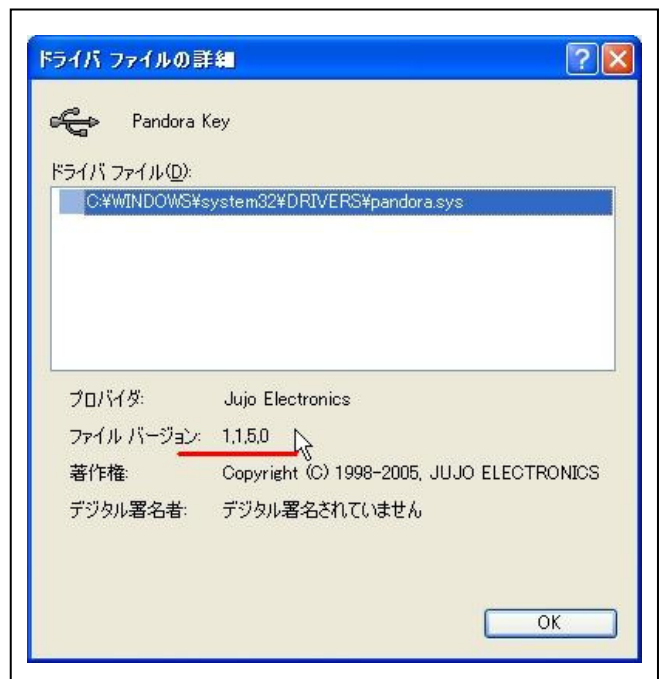 ドライバ ファイルの詳細
Pandora Key
ドライバ ファイル(D):
C:¥WINDOWS¥system32¥DRIVERS¥pandora.sys
プロバイダ: Jujo Electronics
ファイル バージョン: 1,1,5,0
著作権: Copyright (C) 1998-2005, JUJO ELECTRONICS
デジタル署名者: デジタル署名されていません
OK